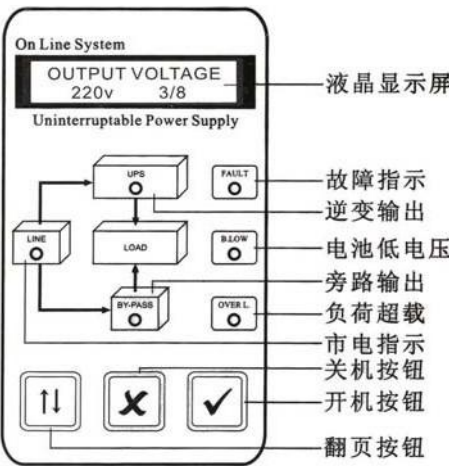 On Line System
OUTPUT VOLTAGE
220v 3/8
液晶显示屏
Uninterruptable Power Supply
UPS
FAULT
故障指示
逆变输出
LINE
LOAD
B.LOW
电池低电压
旁路输出
BY-PASS
OVER L.
负荷超载
市电指示
关机按钮
开机按钮
翻页按钮